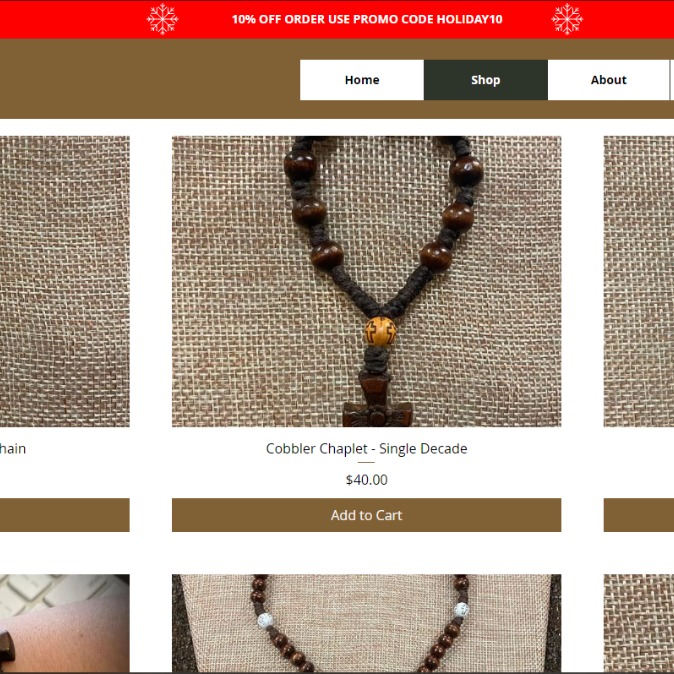 10% OFF ORDER USE PROMO CODE HOLIDAY10
Home
Shop
About
hain
Cobbler Chaplet - Single Decade
$40.00
Add to Cart